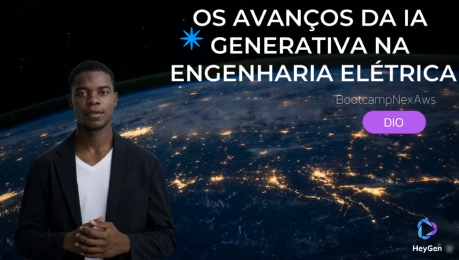 OS AVANÇOS DA IA
GENERATIVA NA
ENGENHARIA ELÉTRICA
BootcampNexAws
DIO
HeyGen